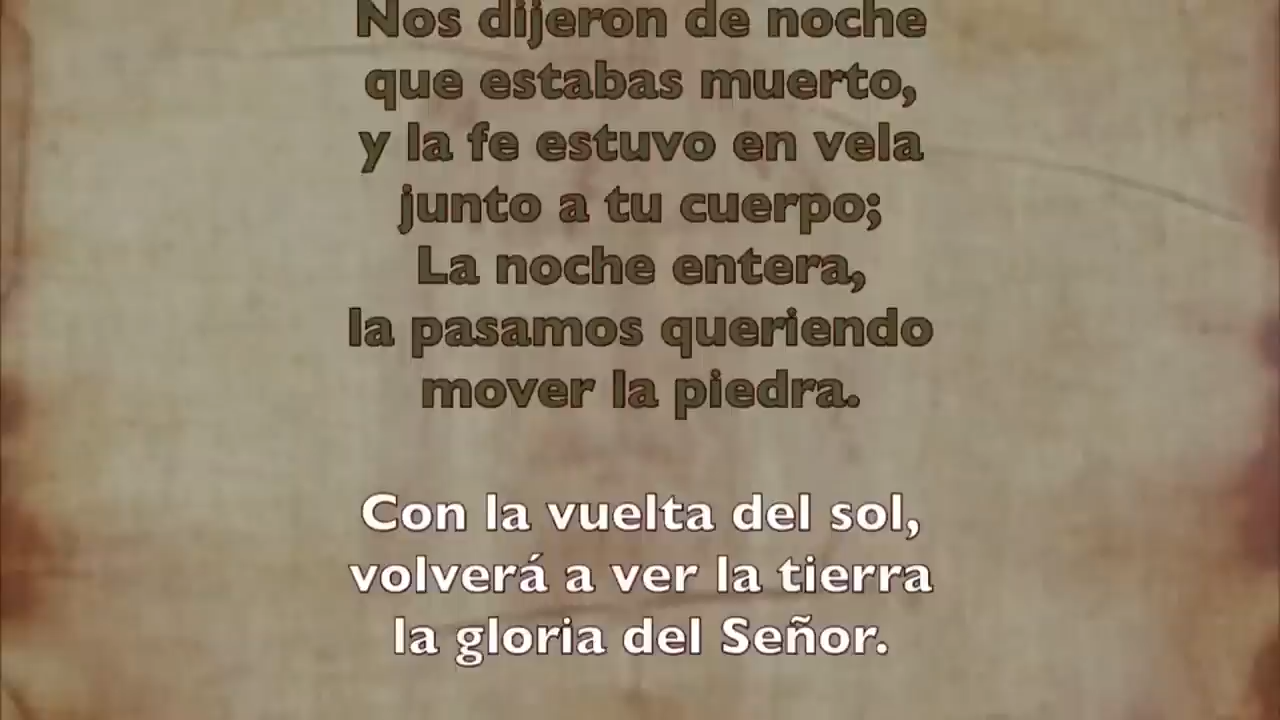 Nos dijeron de noche
que estabas muerto,
y la fe estuvo en vela
junto a tu cuerpo;
La noche entera,
la pasamos queriendo
mover la piedra.
Con la vuelta del sol,
volverá a ver la tierra
la gloria del Señor.